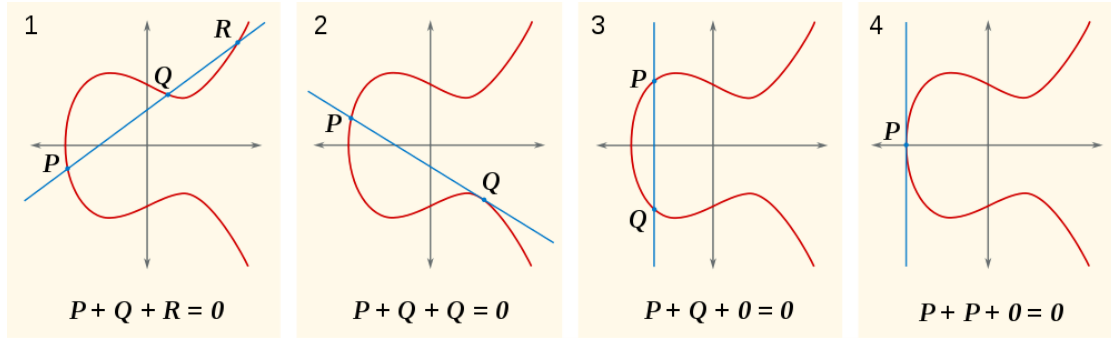 1
R
Q
P
P + Q + R = 0
2
P
Q
P + Q + Q = 0
3
P
Q
P + Q + 0 = 0
4
P
P + P + 0 = 0